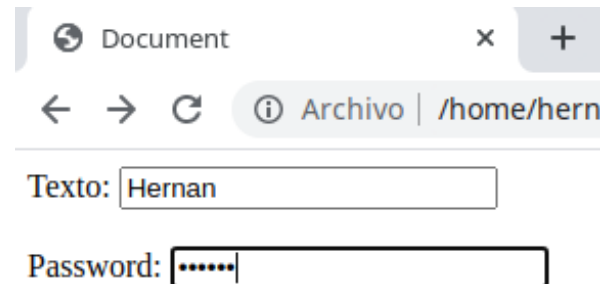 Document
Archivo | /home/hern
Texto: Hernan
Password: ••••••